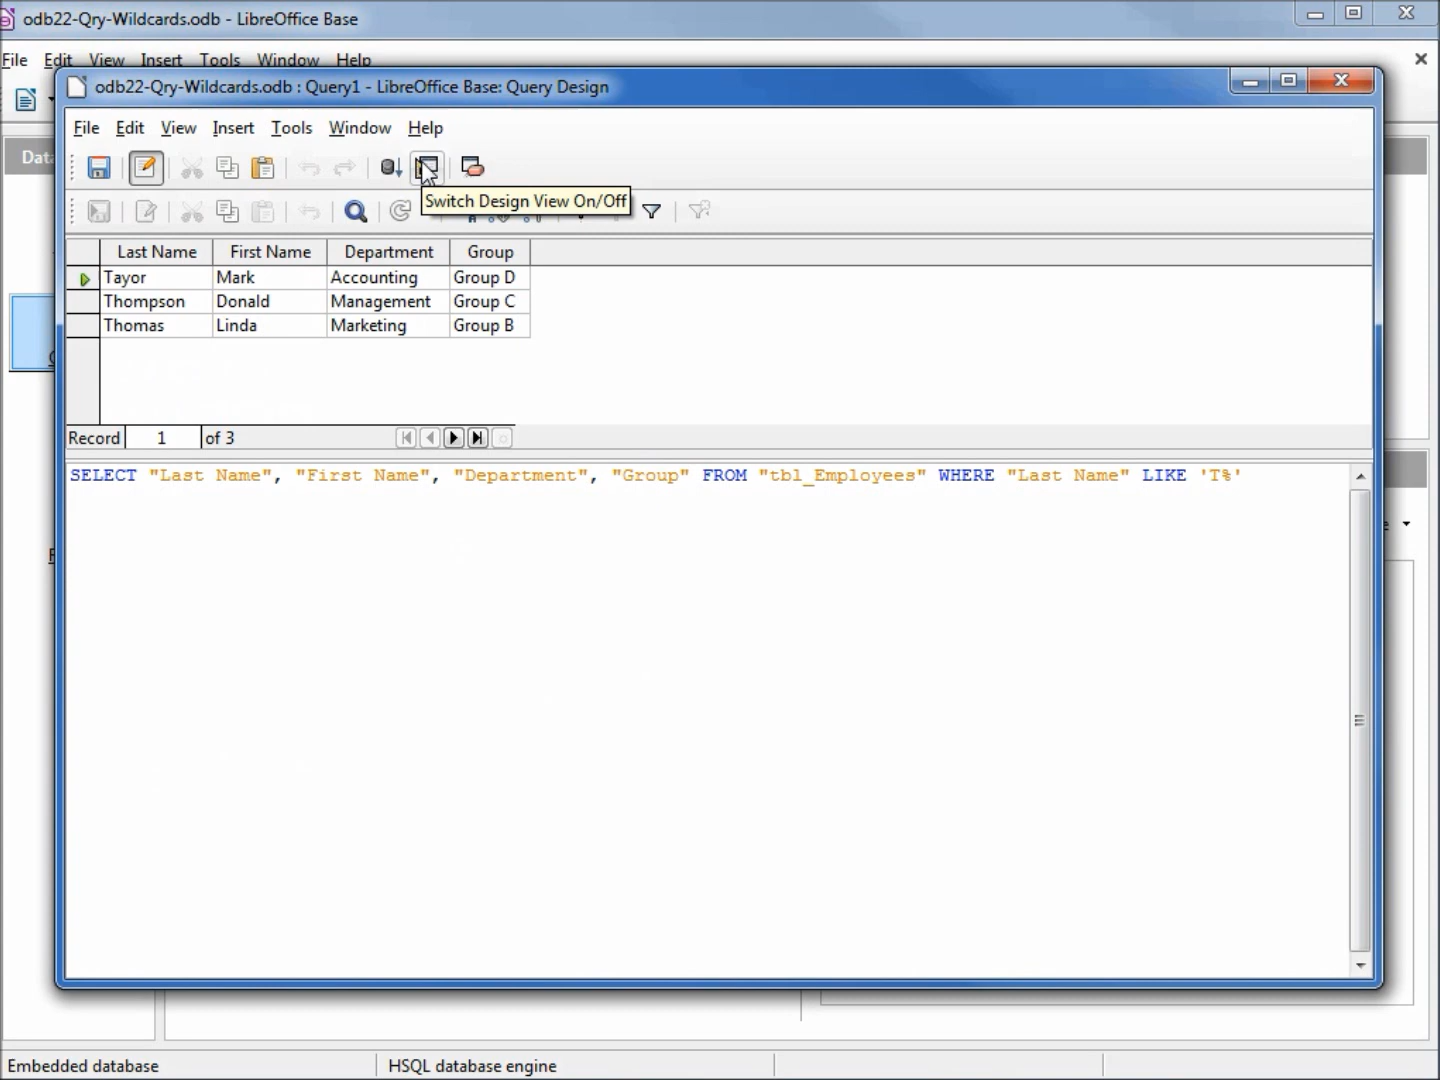 odb22-Qry-Wildcards.odb - LibreOffice Base
File Edit View Insert Tools Window Help
odb22-Qry-Wildcards.odb : Query1 - LibreOffice Base: Query Design
File Edit View Insert Tools Window Help
Switch Design View On/Off
Data
Last Name First Name Department Group
Tayor Mark Accounting Group D
Thompson Donald Management Group C
Thomas Linda Marketing Group B
Record 1 of 3
SELECT "Last Name", "First Name", "Department", "Group" FROM "tbl_Employees" WHERE "Last Name" LIKE 'T%'
Embedded database HSQL database engine